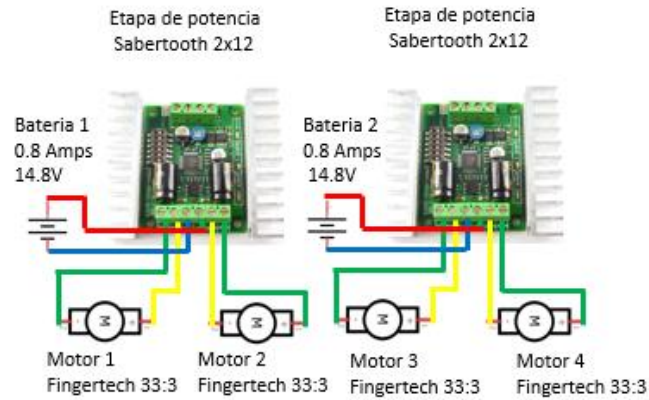 Etapa de potencia
Sabertooth 2x12
Etapa de potencia
Sabertooth 2x12
Bateria 1
0.8 Amps
14.8V
Bateria 2
0.8 Amps
14.8V
M
M
M
M
Motor 1
Fingertech 33:3
Motor 2
Fingertech 33:3
Motor 3
Fingertech 33:3
Motor 4
Fingertech 33:3